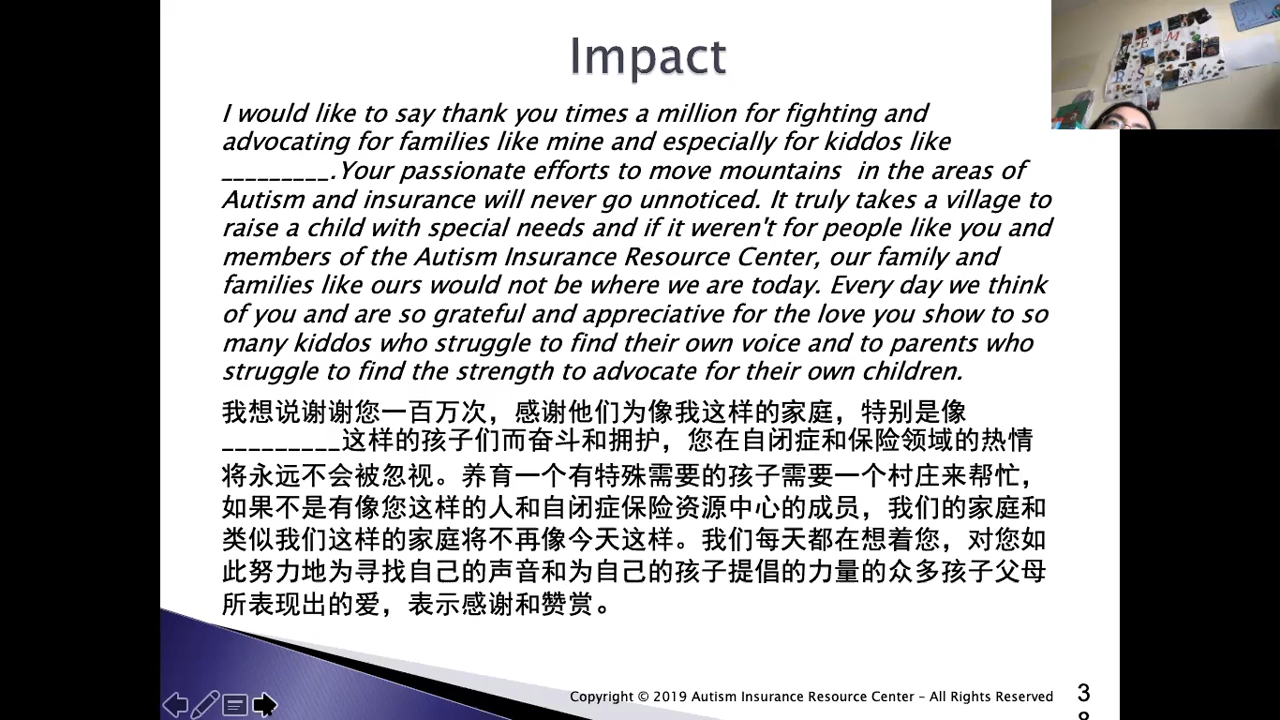 Impact
I would like to say thank you times a million for fighting and
advocating for families like mine and especially for kiddos like
_________.Your passionate efforts to move mountains  in the areas of
Autism and insurance will never go unnoticed. It truly takes a village to
raise a child with special needs and if it weren't for people like you and
members of the Autism Insurance Resource Center, our family and
families like ours would not be where we are today. Every day we think
of you and are so grateful and appreciative for the love you show to so
many kiddos who struggle to find their own voice and to parents who
struggle to find the strength to advocate for their own children.
我想说谢谢您一百万次，感谢他们为像我这样的家庭，特别是像
_________这样的孩子们而奋斗和拥护，您在自闭症和保险领域的热情
将永远不会被忽视。养育一个有特殊需要的孩子需要一个村庄来帮忙，
如果不是有像您这样的人和自闭症保险资源中心的成员，我们的家庭和
类似我们这样的家庭将不再像今天这样。我们每天都在想着您，对您如
此努力地为寻找自己的声音和为自己的孩子提倡的力量的众多孩子父母
所表现出的爱，表示感谢和赞赏。
Copyright © 2019 Autism Insurance Resource Center – All Rights Reserved
3
8